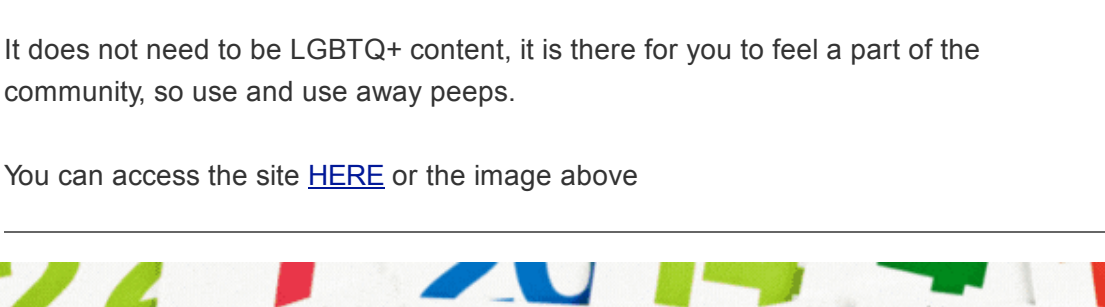 It does not need to be LGBTQ+ content, it is there for you to feel a part of the
community, so use and use away peeps.
You can access the site HERE or the image above